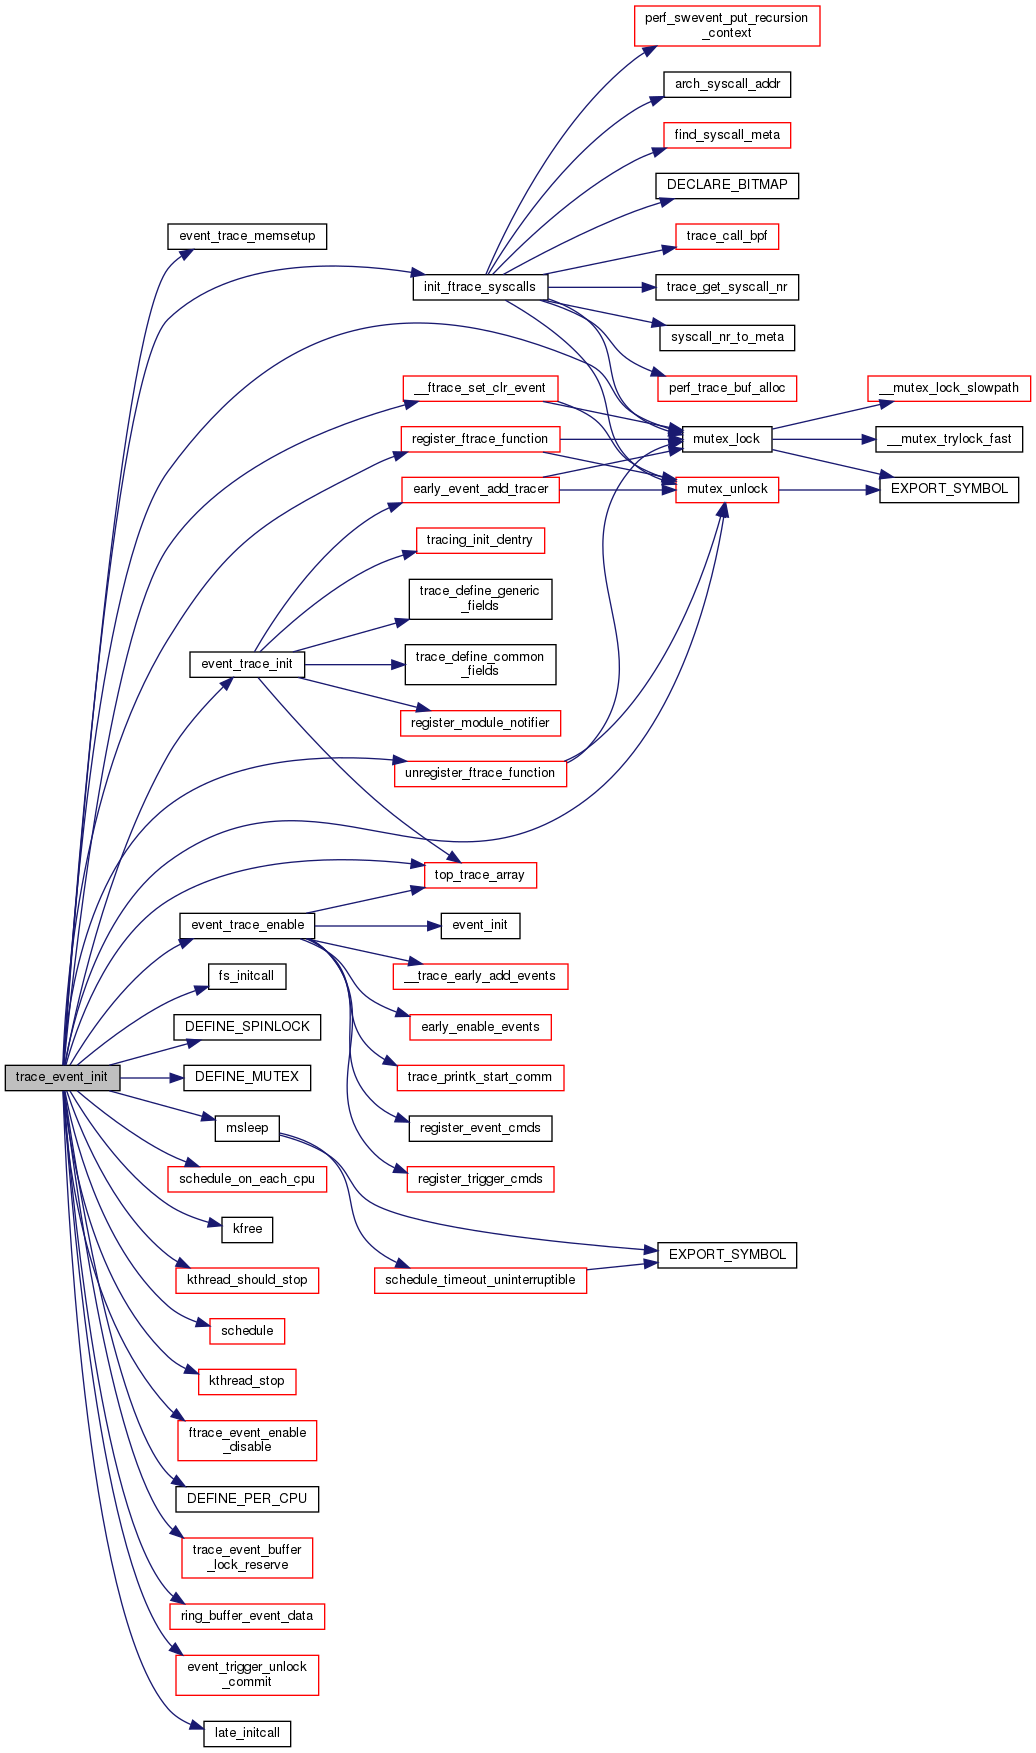 perf_swevent_put_recursion
_context
arch_syscall_addr
find_syscall_meta
DECLARE_BITMAP
event_trace_memsetup
trace_call_bpf
init_ftrace_syscalls
trace_get_syscall_nr
syscall_nr_to_meta
__ftrace_set_clr_event
perf_trace_buf_alloc
__mutex_lock_slowpath
register_ftrace_function
mutex_lock
__mutex_trylock_fast
early_event_add_tracer
mutex_unlock
EXPORT_SYMBOL
tracing_init_dentry
trace_define_generic
_fields
event_trace_init
trace_define_common
_fields
register_module_notifier
unregister_ftrace_function
top_trace_array
event_trace_enable
event_init
fs_initcall
__trace_early_add_events
DEFINE_SPINLOCK
early_enable_events
trace_event_init
DEFINE_MUTEX
trace_printk_start_comm
msleep
register_event_cmds
schedule_on_each_cpu
register_trigger_cmds
kfree
EXPORT_SYMBOL
kthread_should_stop
schedule_timeout_uninterruptible
schedule
kthread_stop
ftrace_event_enable
_disable
DEFINE_PER_CPU
trace_event_buffer
_lock_reserve
ring_buffer_event_data
event_trigger_unlock
_commit
late_initcall